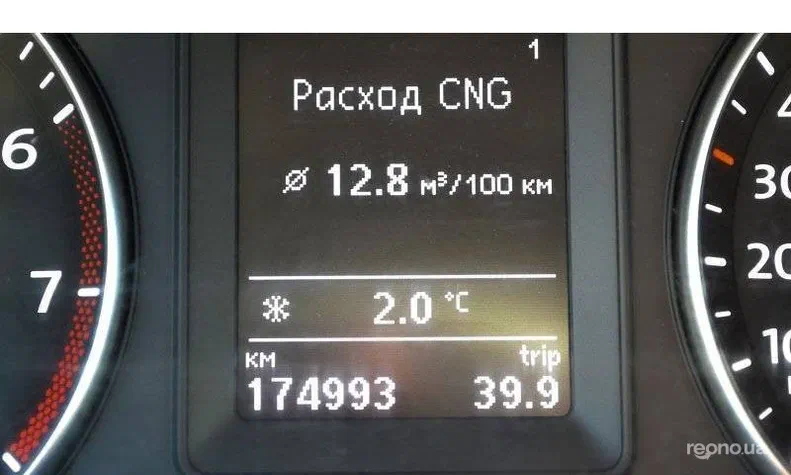 1
Расход CNG
6
Ø 12.8 м³/100 км
30
7
20
2.0 °C
10
км trip
174993 39.9
repno.ua